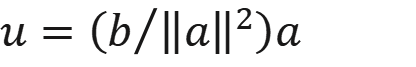 u = (b/‖a‖²)a